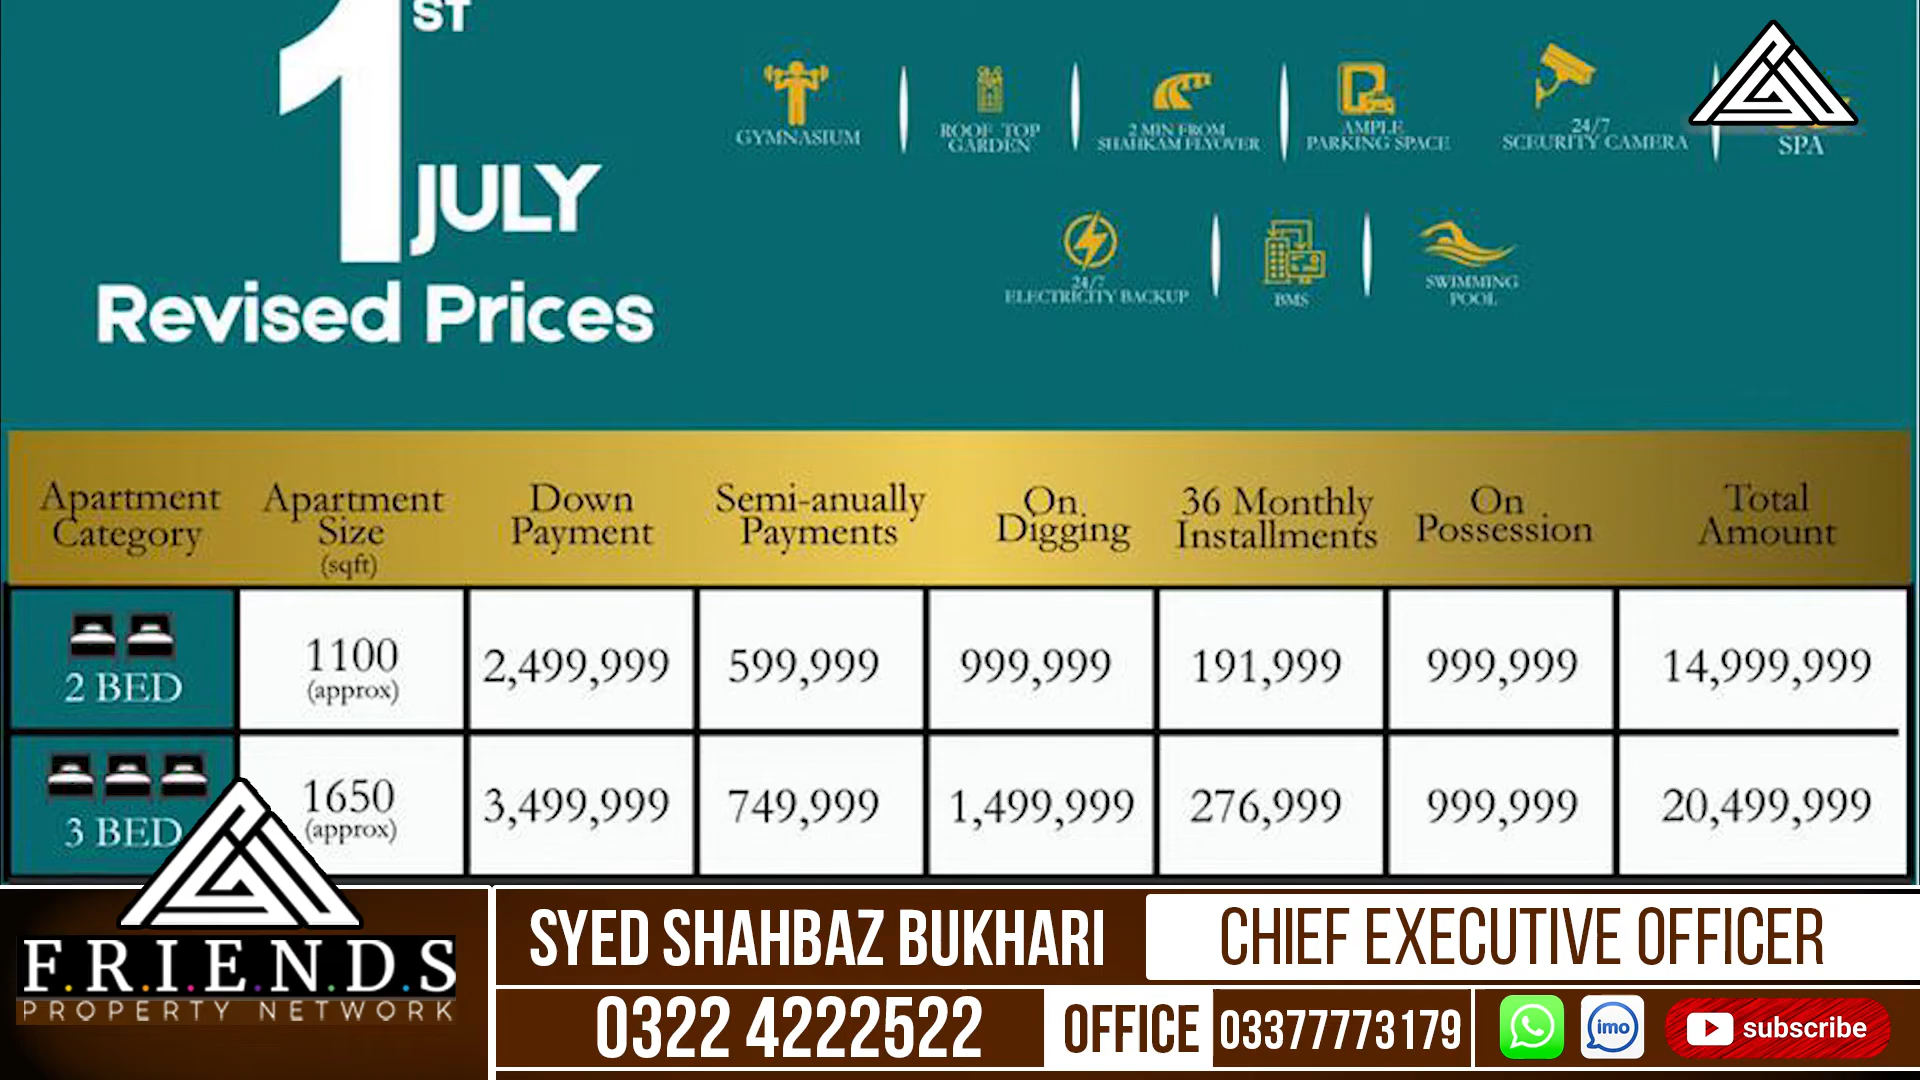 1ST
JULY
Revised Prices
GYMNASIUM
ROOF TOP
GARDEN
2 MIN FROM
SHAHKAM FLYOVER
AMPLE
PARKING SPACE
24/7
SCEURITY CAMERA
SPA
24/7
ELECTRICITY BACKUP
BMS
SWIMMING
POOL
Apartment Category Apartment Size (sqft) Down Payment Semi-anually Payments On Digging 36 Monthly Installments On Possession Total Amount
2 BED 1100 (approx) 2,499,999 599,999 999,999 191,999 999,999 14,999,999
3 BED 1650 (approx) 3,499,999 749,999 1,499,999 276,999 999,999 20,499,999
F.R.I.E.N.D.S
PROPERTY NETWORK
SYED SHAHBAZ BUKHARI CHIEF EXECUTIVE OFFICER
0322 4222522 OFFICE 03377773179 imo subscribe